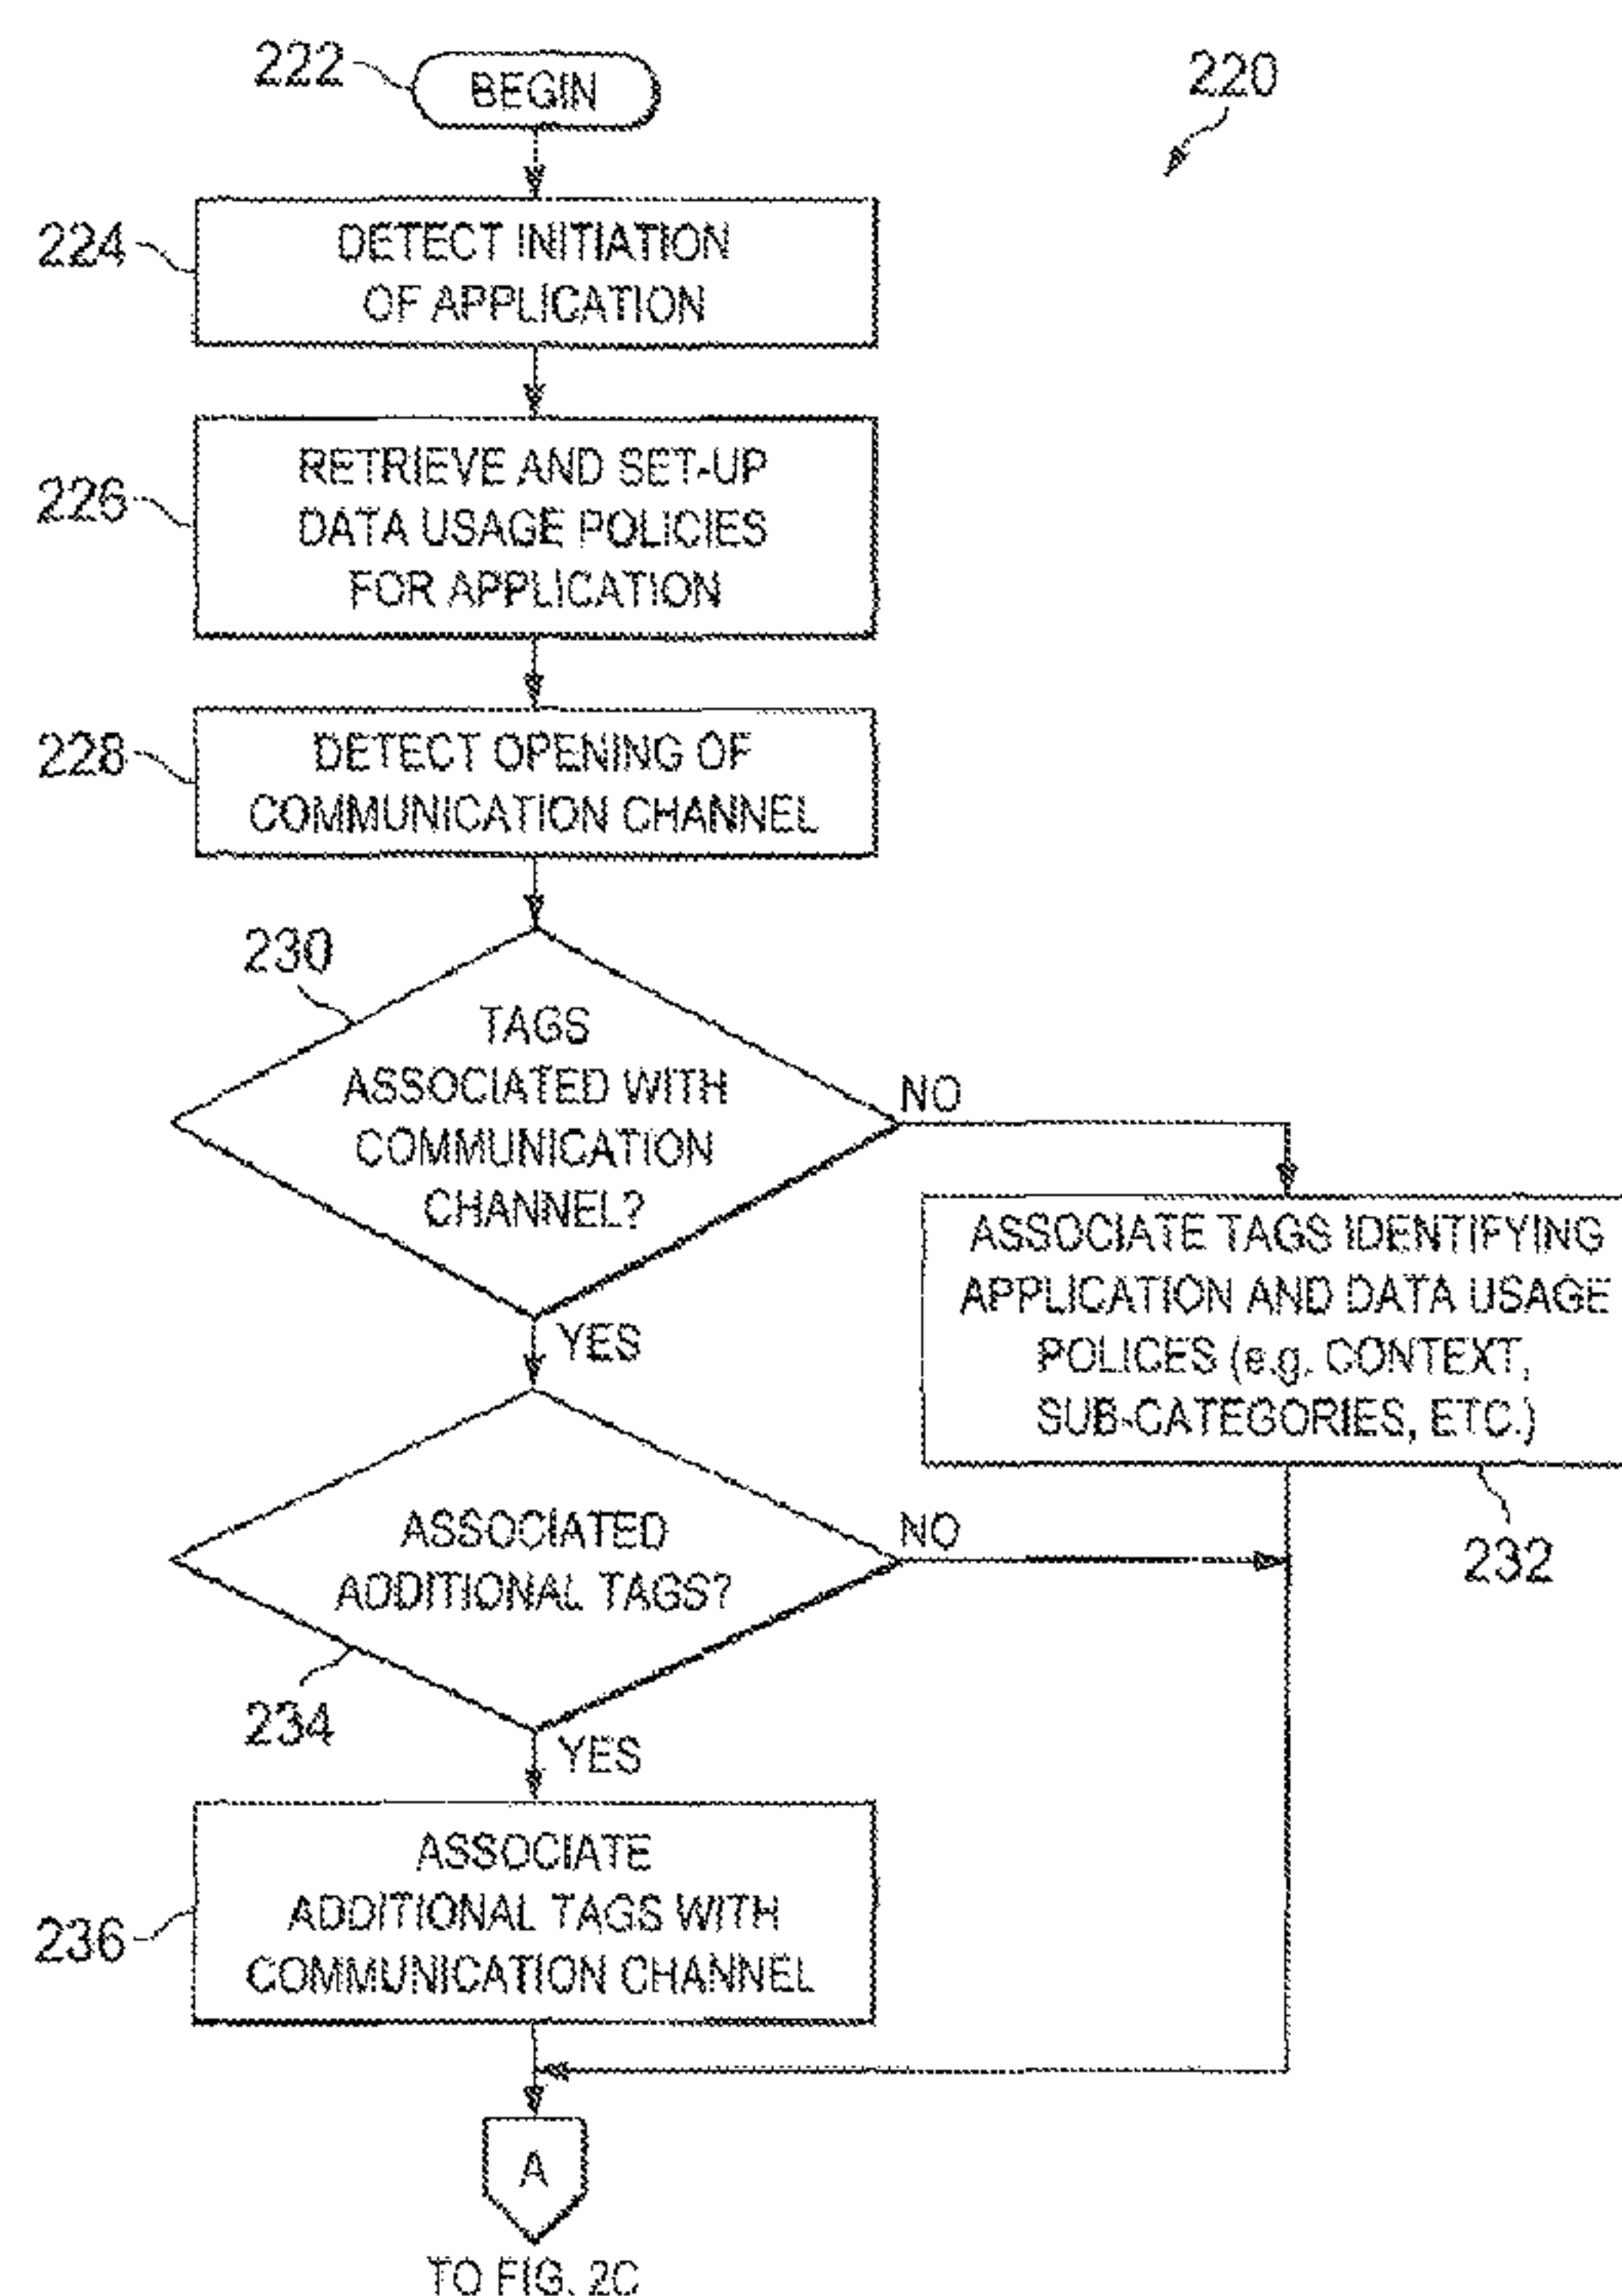 222
BEGIN
220
224
DETECT INITIATION
OF APPLICATION
226
RETRIEVE AND SET-UP
DATA USAGE POLICIES
FOR APPLICATION
228
DETECT OPENING OF
COMMUNICATION CHANNEL
230
TAGS
ASSOCIATED WITH
COMMUNICATION
CHANNEL?
NO
YES
ASSOCIATE TAGS IDENTIFYING
APPLICATION AND DATA USAGE
POLICES (e.g. CONTEXT,
SUB-CATEGORIES, ETC.)
232
ASSOCIATED
ADDITIONAL TAGS?
NO
234
YES
ASSOCIATE
ADDITIONAL TAGS WITH
COMMUNICATION CHANNEL
236
A
TO FIG. 2C